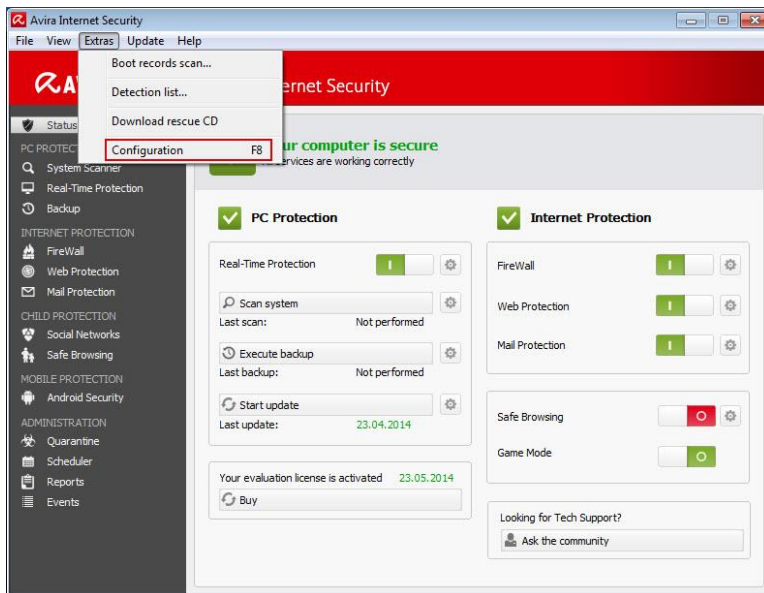 Avira Internet Security
File View Extras Update Help
Boot records scan...
Detection list...
Download rescue CD
Configuration F8
ernet Security
Status
ur computer is secure
ervices are working correctly
PC PROTEC
System Scanner
Real-Time Protection
Backup
INTERNET PROTECTION
FireWall
Web Protection
Mail Protection
CHILD PROTECTION
Social Networks
Safe Browsing
MOBILE PROTECTION
Android Security
ADMINISTRATION
Quarantine
Scheduler
Reports
Events
PC Protection
Real-Time Protection
Scan system
Last scan: Not performed
Execute backup
Last backup: Not performed
Start update
Last update: 23.04.2014
Your evaluation license is activated 23.05.2014
Buy
Internet Protection
FireWall
Web Protection
Mail Protection
Safe Browsing
Game Mode
Looking for Tech Support?
Ask the community